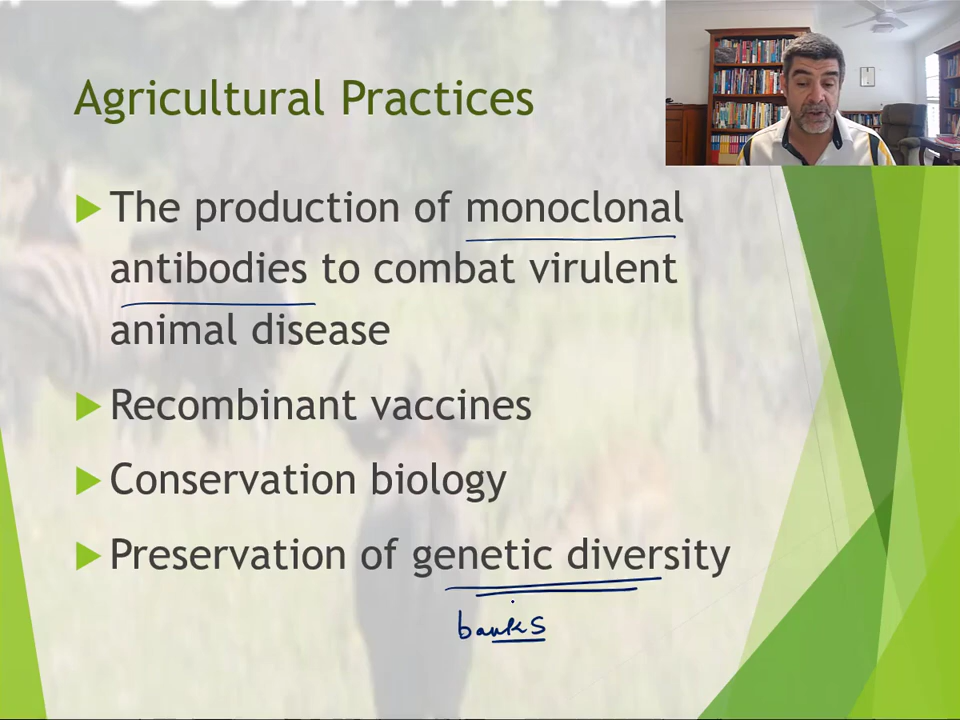 Agricultural Practices
The production of monoclonal
antibodies to combat virulent
animal disease
Recombinant vaccines
Conservation biology
Preservation of genetic diversity
banks